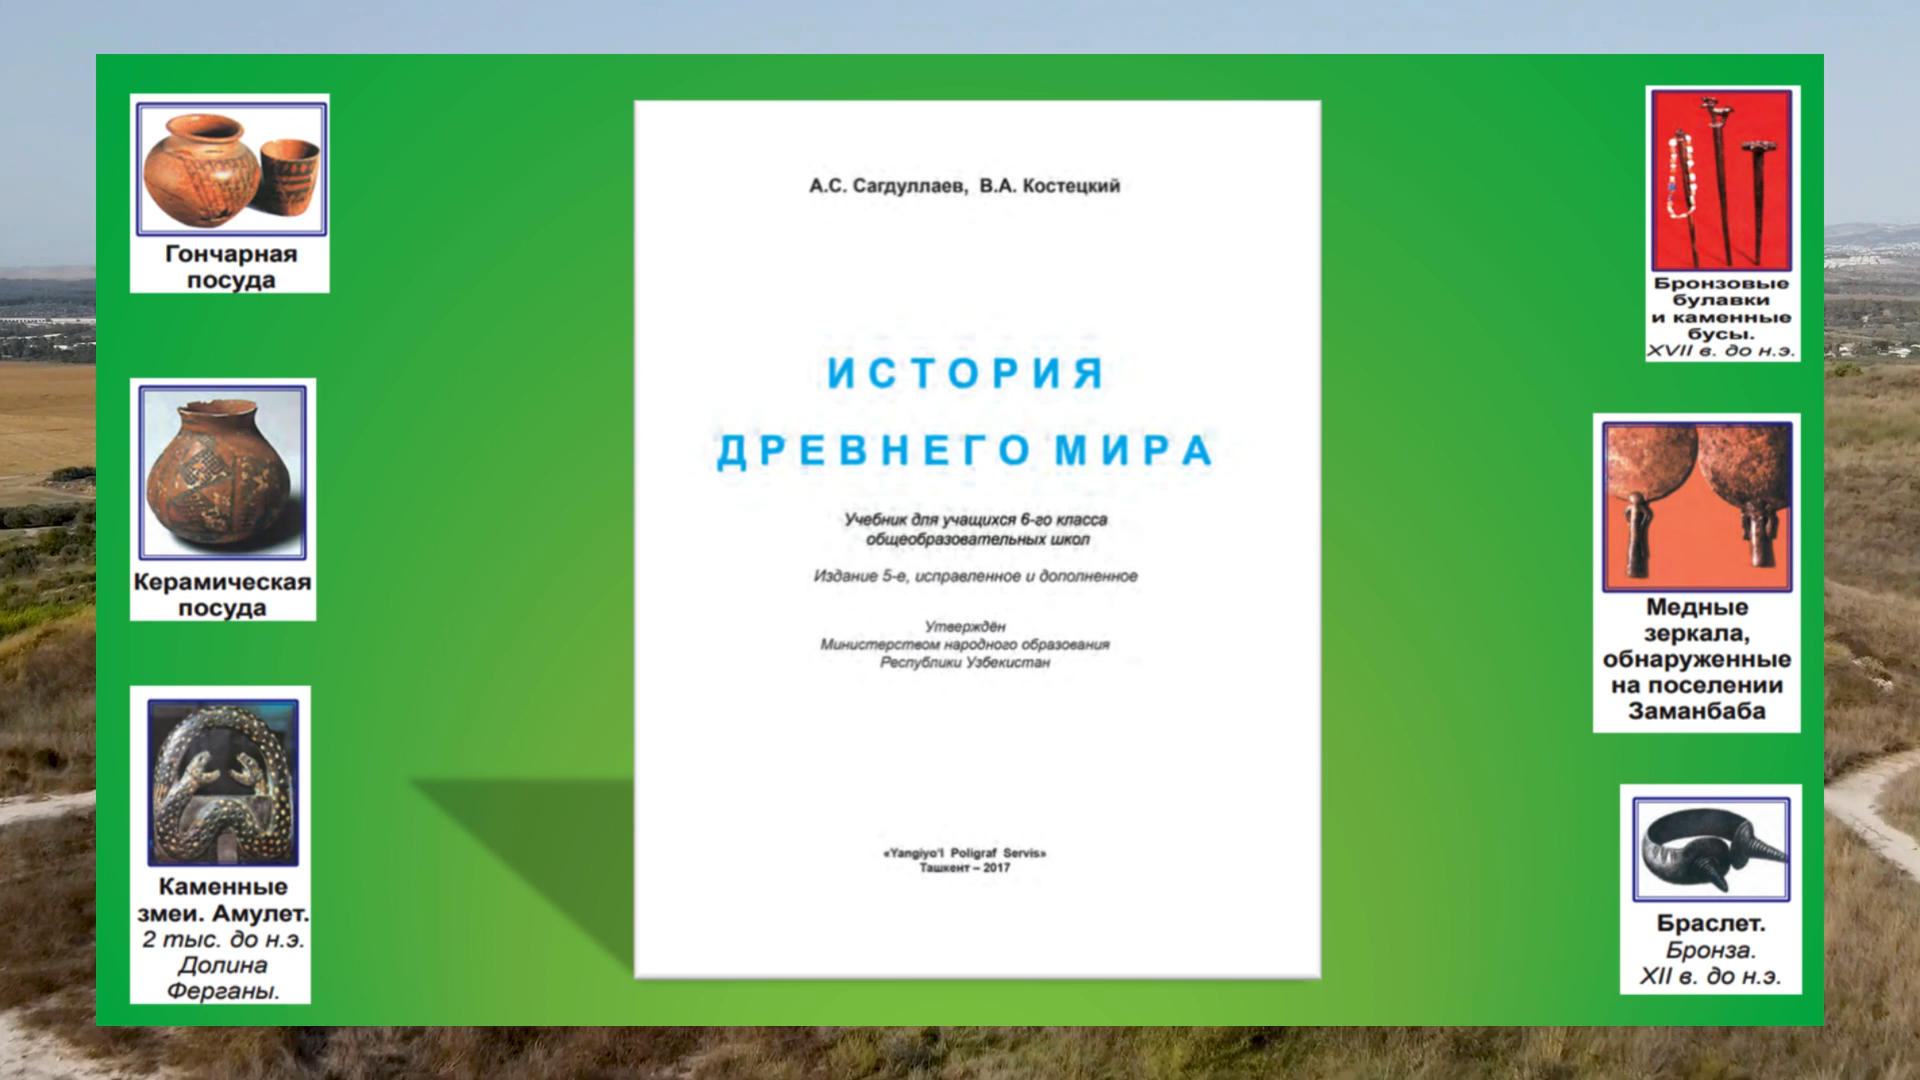 Гончарная
посуда
Керамическая
посуда
Каменные
змеи. Амулет.
2 тыс. до н.э.
Долина
Ферганы.
А.С. Сагдуллаев, В.А. Костецкий
ИСТОРИЯ
ДРЕВНЕГО МИРА
Учебник для учащихся 6-го класса
общеобразовательных школ
Издание 5-е, исправленное и дополненное
Утверждён
Министерством народного образования
Республики Узбекистан
«Yangiyo'l Poligraf Servis»
Ташкент – 2017
Бронзовые
булавки
и каменные
бусы.
XVII в. до н.э.
Медные
зеркала,
обнаруженные
на поселении
Заманбаба
Браслет.
Бронза.
XII в. до н.э.